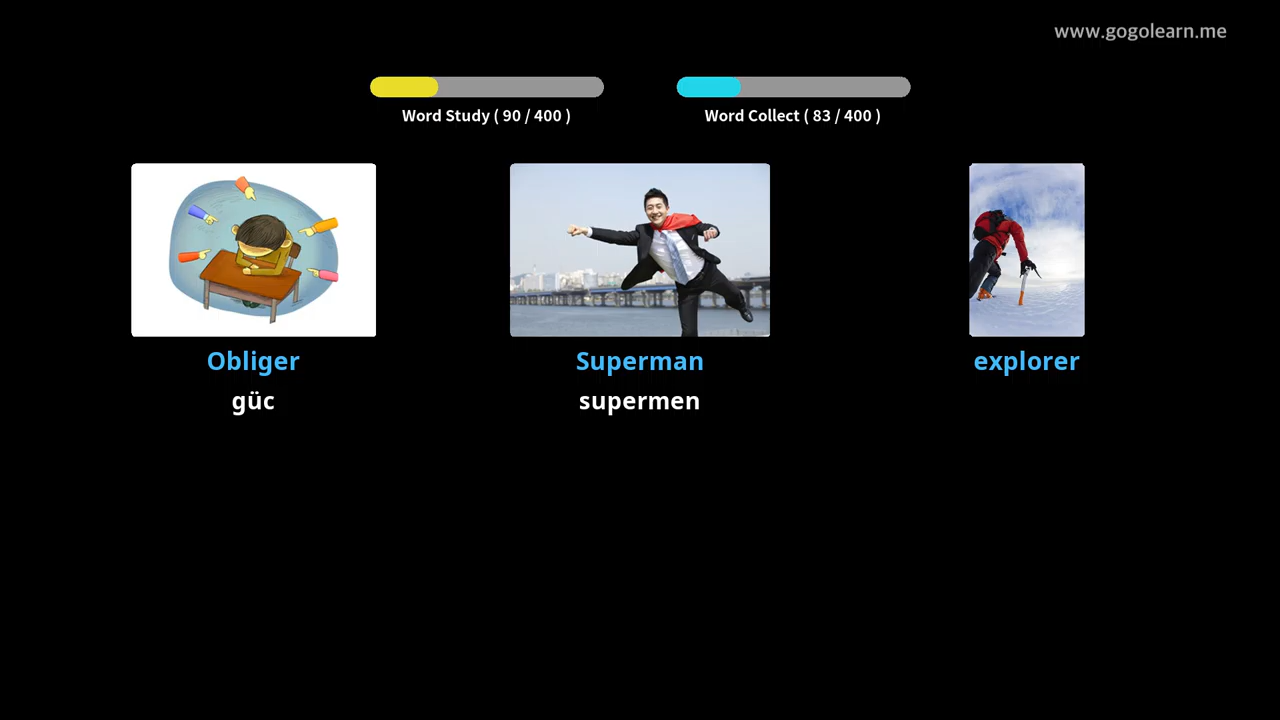 www.gogolearn.me
Word Study ( 90 / 400 )
Word Collect ( 83 / 400 )
Obliger
güc
Superman
supermen
explorer